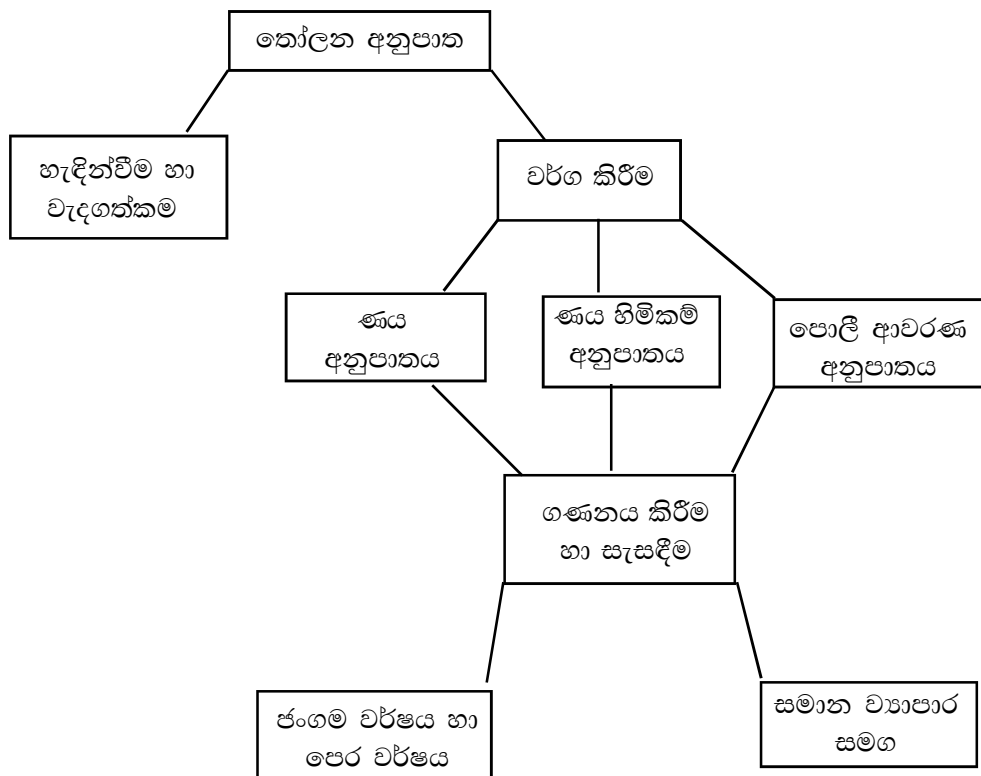 තෝලන අනුපාත
හැඳින්වීම හා
වැදගත්කම
වර්ග කිරීම
ණය
අනුපාතය
ණය හිමිකම්
අනුපාතය
පොලී ආවරණ
අනුපාතය
ගණනය කිරීම
හා සැසඳීම
ජංගම වර්ෂය හා
පෙර වර්ෂය
සමාන ව්‍යාපාර
සමග